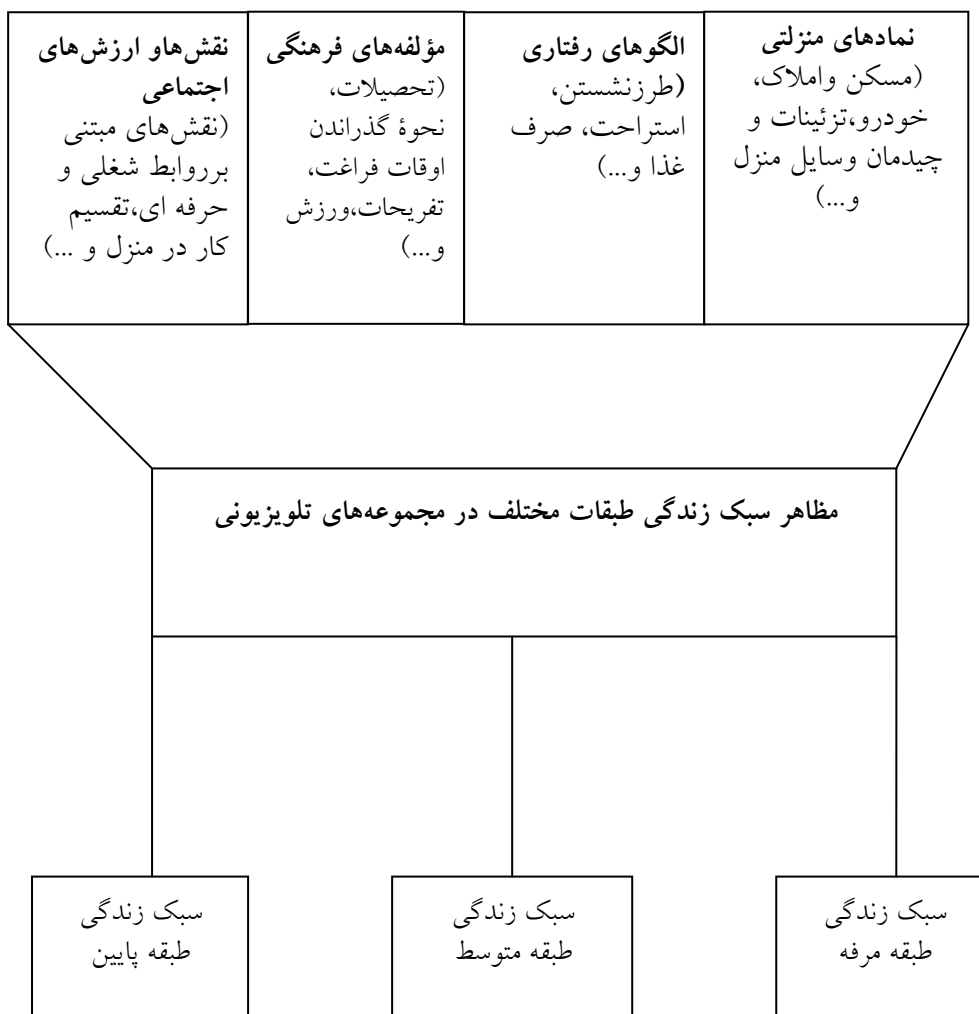 نمادهای منزلتی
(مسکن واملاک،
خودرو،تزئینات و
چیدمان وسایل منزل
و...)
الگوهای رفتاری
(طرزنشستن،
استراحت، صرف
غذا و...)
مؤلفه‌های فرهنگی
(تحصیلات،
نحوۀ گذراندن
اوقات فراغت،
تفریحات،ورزش
و...)
نقش‌هاو ارزش‌های
اجتماعی
(نقش‌های مبتنی
برروابط شغلی و
حرفه ای،تقسیم
کار در منزل و ...)
مظاهر سبک زندگی طبقات مختلف در مجموعه‌های تلویزیونی
سبک زندگی
طبقه مرفه
سبک زندگی
طبقه متوسط
سبک زندگی
طبقه پایین